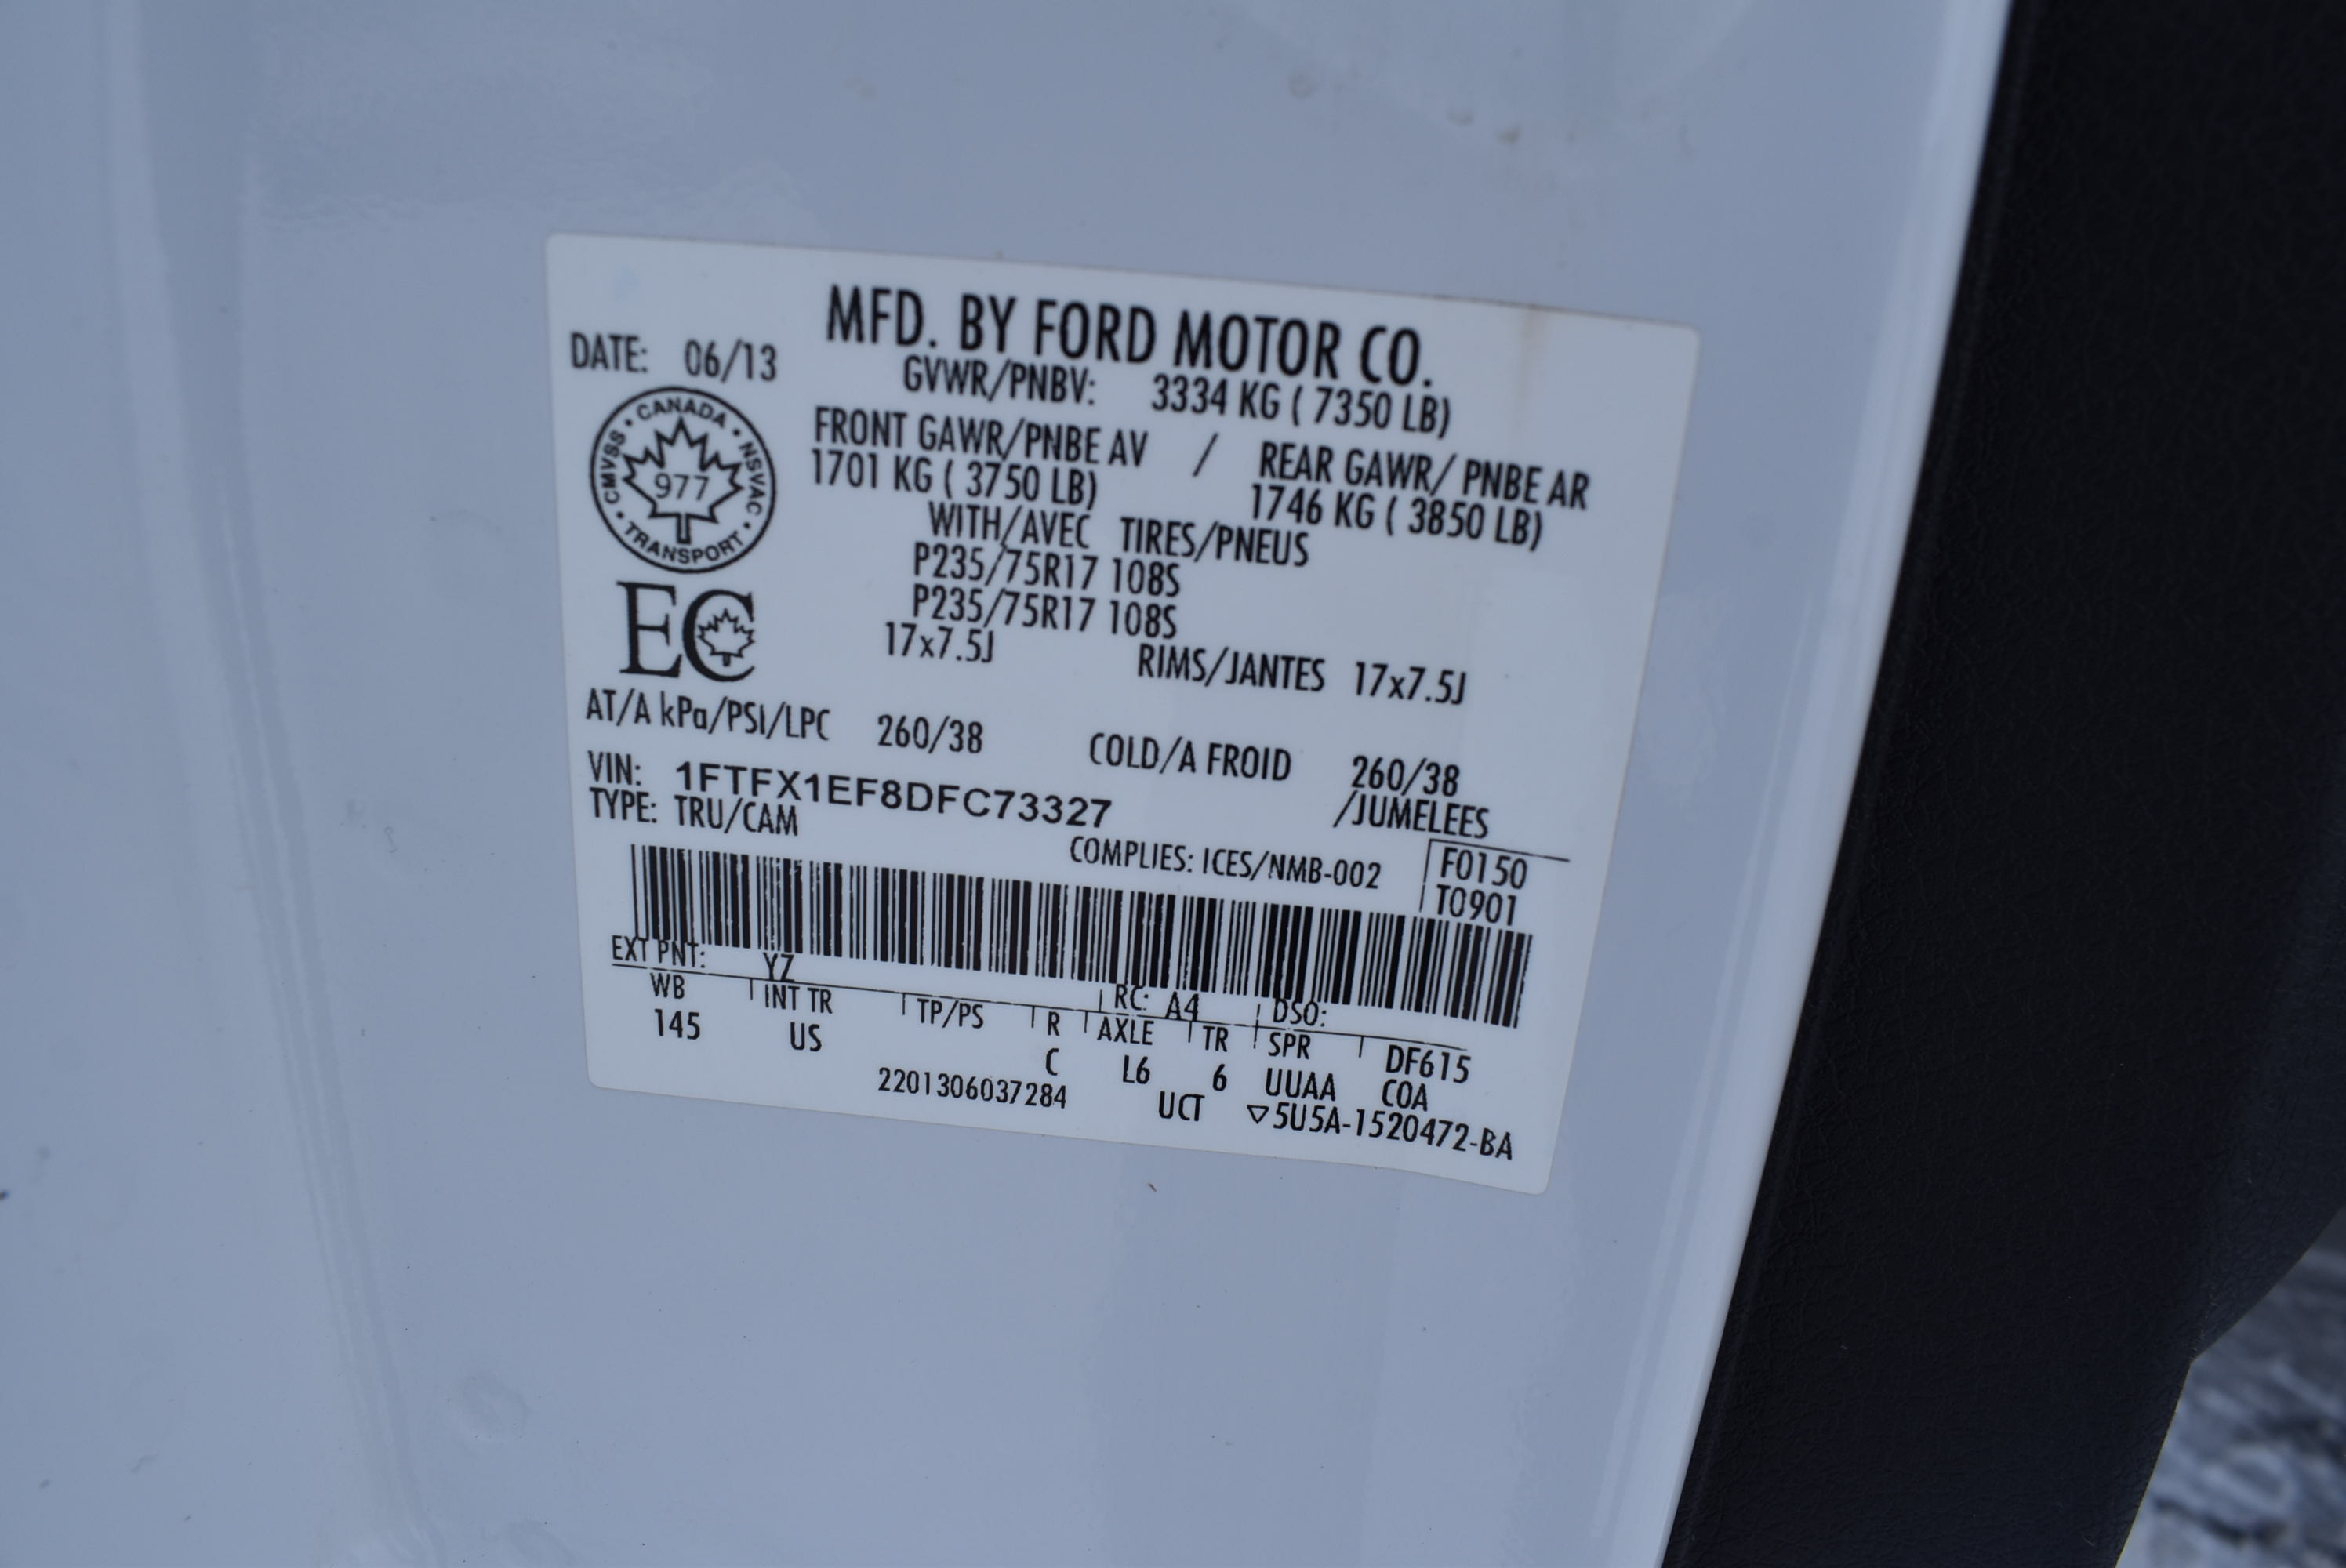 MFD. BY FORD MOTOR CO.
DATE: 06/13
GVWR/PNBV: 3334 KG ( 7350 LB)
FRONT GAWR/PNBE AV / REAR GAWR/ PNBE AR
1701 KG ( 3750 LB) 1746 KG ( 3850 LB)
CANADA • NSVAC • TRANSPORT • CMVSS •
977
WITH/AVEC TIRES/PNEUS
P235/75R17 108S
P235/75R17 108S
EC
17x7.5J RIMS/JANTES 17x7.5J
AT/A kPa/PSI/LPC 260/38 COLD/A FROID 260/38
VIN: 1FTFX1EF8DFC73327 /JUMELEES
TYPE: TRU/CAM
COMPLIES: ICES/NMB-002 F0150
T0901
EXT PNT: YZ RC: A4 DSO:
WB INT TR TP/PS R AXLE TR SPR DF615
145 US C L6 6 UUAA COA
2201306037284 UCT ▽5U5A-1520472-BA